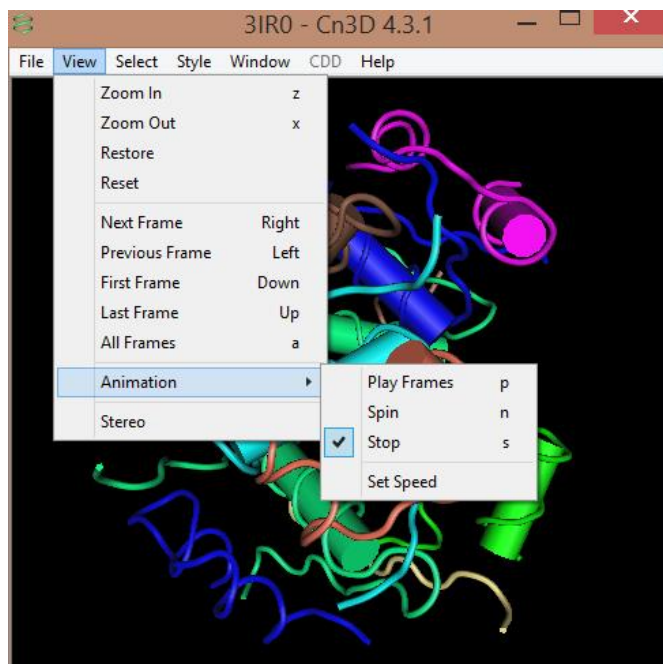 3IR0 - Cn3D 4.3.1
File View Select Style Window CDD Help
Zoom In z
Zoom Out x
Restore
Reset
Next Frame Right
Previous Frame Left
First Frame Down
Last Frame Up
All Frames a
Animation
Play Frames p
Spin n
Stop s
Set Speed
Stereo